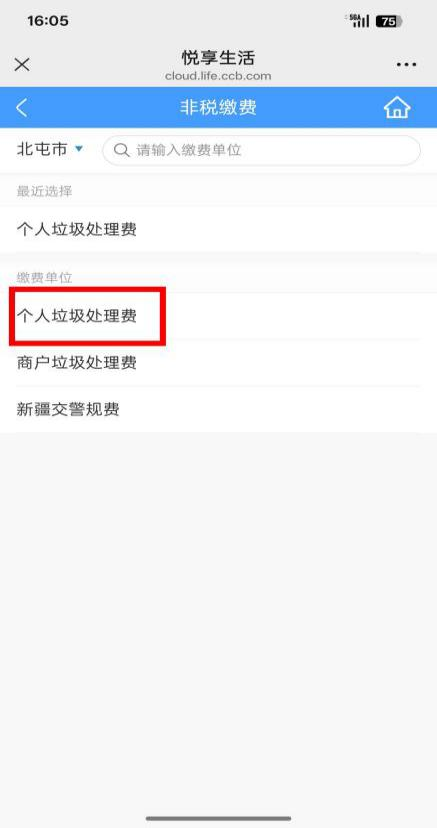 16:05
5GA 75
悦享生活
cloud.life.ccb.com
非税缴费
北屯市 请输入缴费单位
最近选择
个人垃圾处理费
缴费单位
个人垃圾处理费
商户垃圾处理费
新疆交警规费